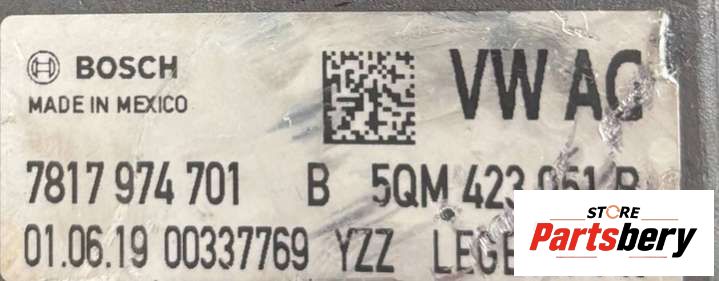 BOSCH
VW AG
MADE IN MEXICO
7817 974 701 B 5QM 423 051 B
01.06.19 00337769 YZZ
STORE
Partsbery